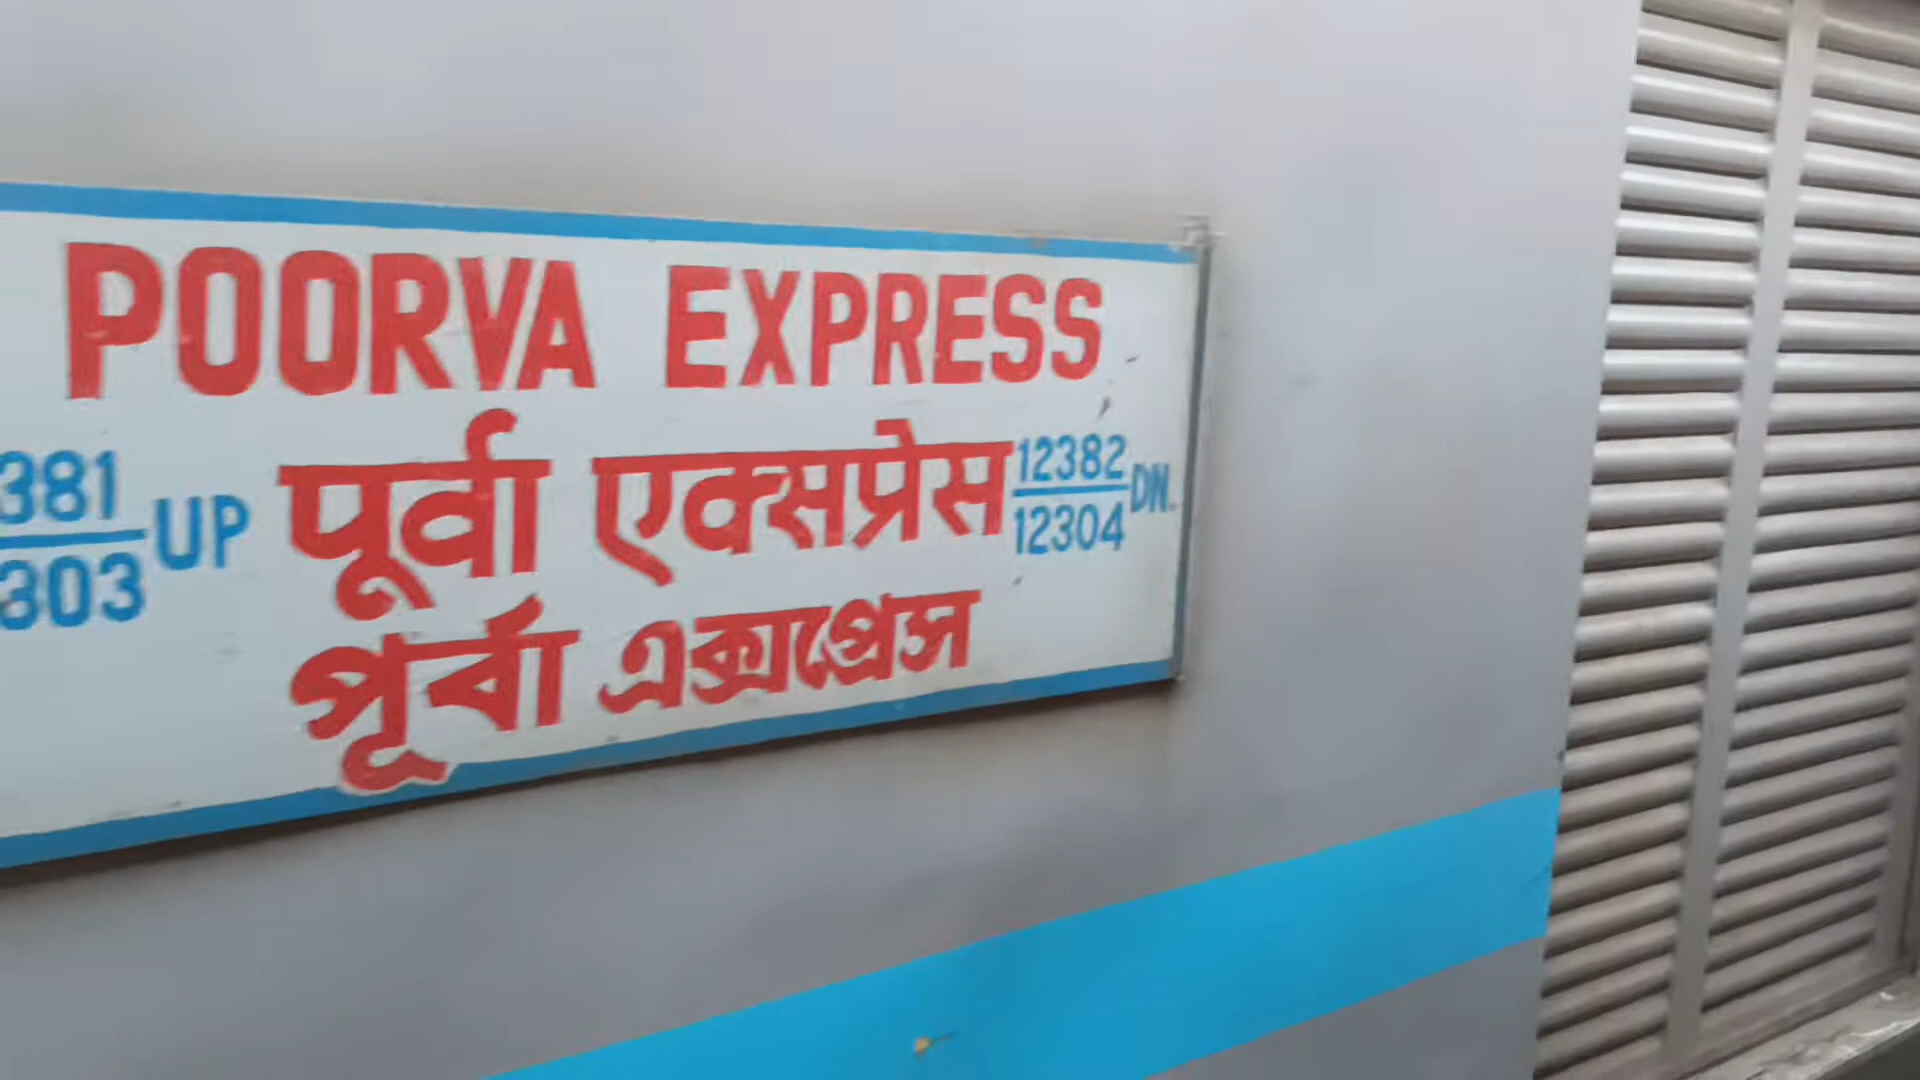 POORVA EXPRESS
381 UP पूर्वा एक्सप्रेस 12382 DN.
303 12304
পূর্বা এক্সপ্রেস